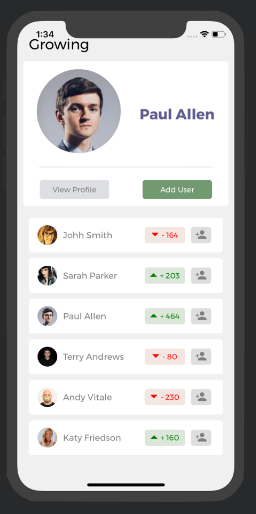 1:34
Growing
Paul Allen
View Profile
Add User
Johh Smith
- 164
Sarah Parker
+ 203
Paul Allen
+ 464
Terry Andrews
- 80
Andy Vitale
- 230
Katy Friedson
+ 160